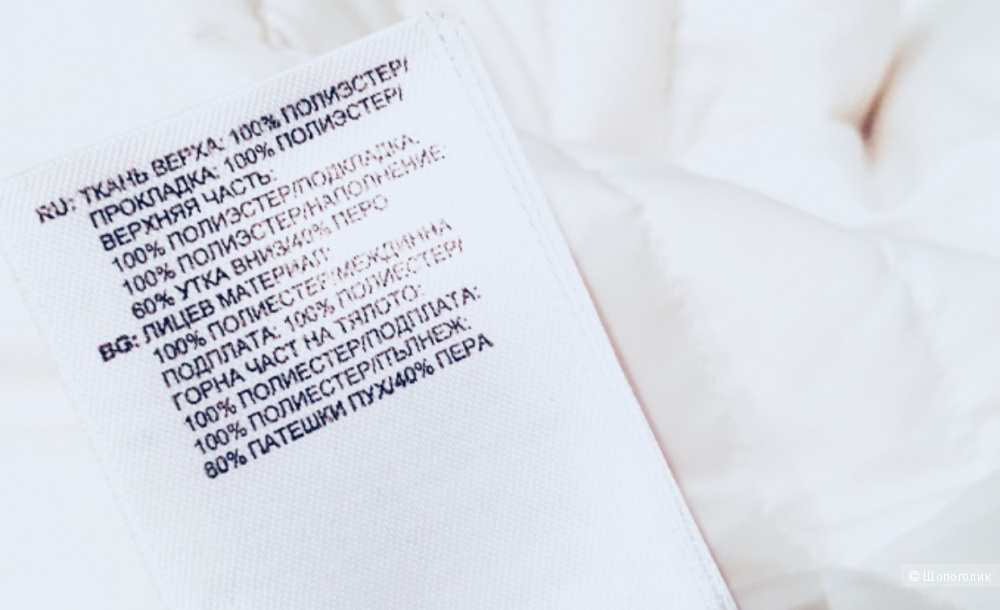 RU: ТКАНЬ ВЕРХА: 100% ПОЛИЭСТЕР/
ПРОКЛАДКА: 100% ПОЛИЭСТЕР/
ВЕРХНЯЯ ЧАСТЬ:
100% ПОЛИЭСТЕР/ПОДКЛАДКА:
100% ПОЛИЭСТЕР/НАПОЛНЕНИЕ:
60% УТКА ВНИЗ/40% ПЕРО
BG: ЛИЦЕВ МАТЕРИАЛ:
100% ПОЛИЕСТЕР/МЕЖДИННА
ПОДПЛАТА: 100% ПОЛИЕСТЕР/
ГОРНА ЧАСТ НА ТЯЛОТО:
100% ПОЛИЕСТЕР/ПОДПЛАТА:
100% ПОЛИЕСТЕР/ПЪЛНЕЖ:
60% ПАТЕШКИ ПУХ/40% ПЕРА
© Шопоголик